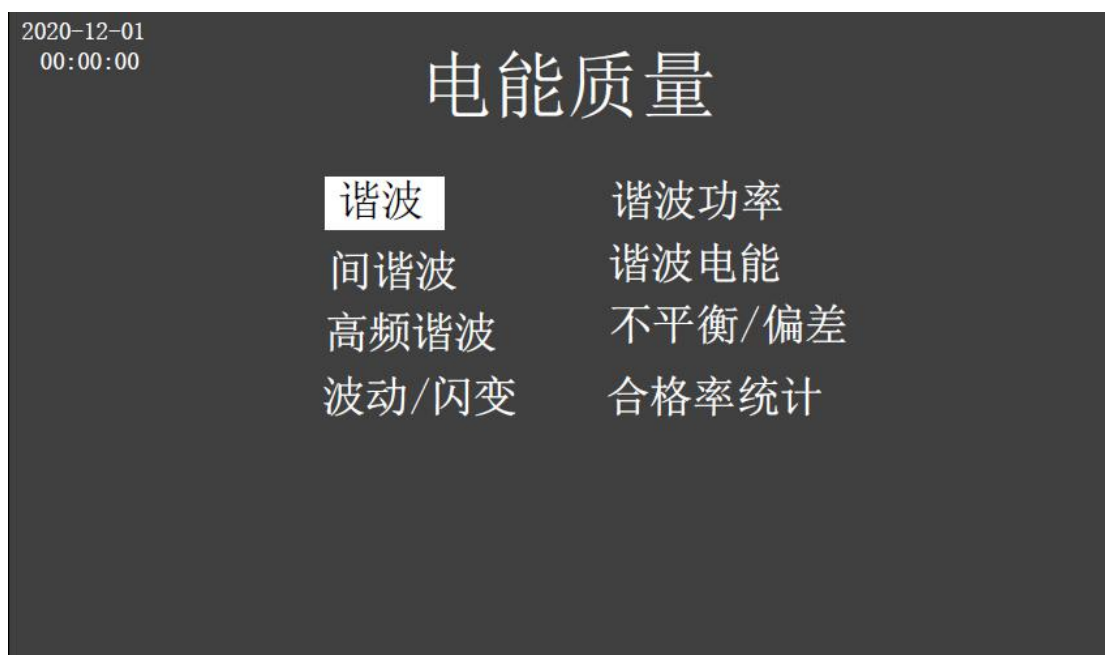 2020-12-01
00:00:00
电能质量
谐波
谐波功率
间谐波
谐波电能
高频谐波
不平衡/偏差
波动/闪变
合格率统计